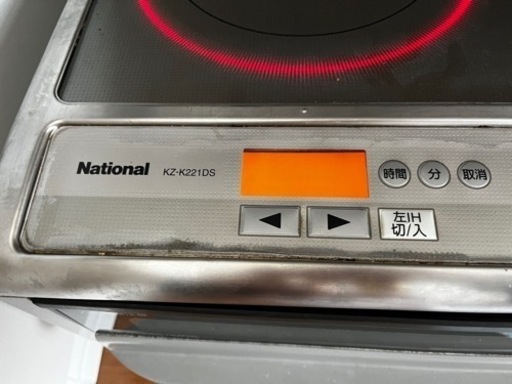 National KZ-K221DS
時間 分 取消
◀ ▶
左IH
切/入